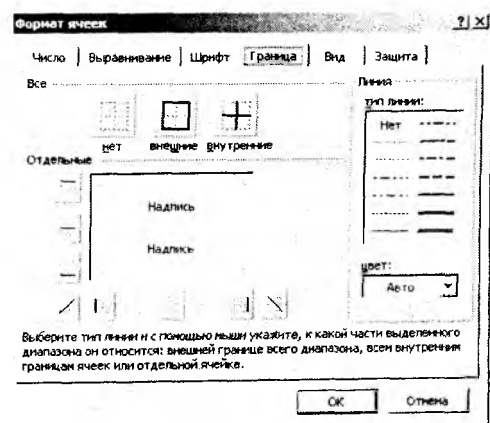 Формат ячеек
Число Выравнивание Шрифт Граница Вид Защита
Все
нет внешние внутренние
Отдельные
Надпись
Надпись
Линия
тип линии:
Нет
цвет:
Авто
Выберите тип линии и с помощью мыши укажите, к какой части выделенного
диапазона он относится: внешней границе всего диапазона, всем внутренним
границам ячеек или отдельной ячейке.
ОК Отмена